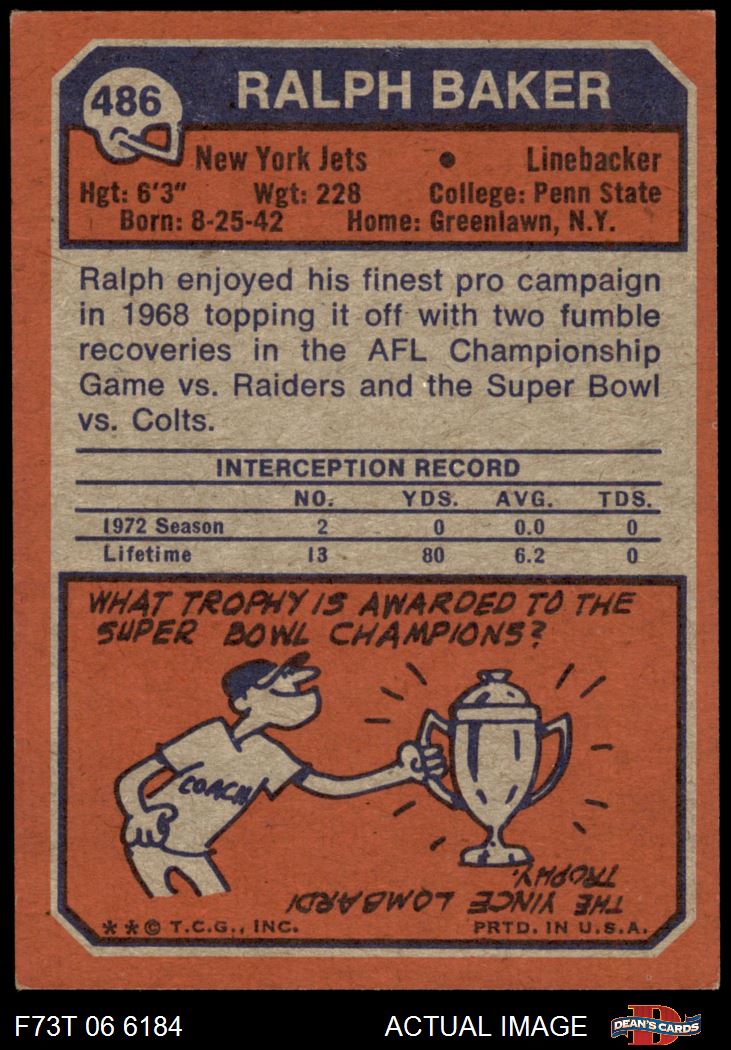 486
RALPH BAKER
New York Jets ● Linebacker
Hgt: 6'3" Wgt: 228 College: Penn State
Born: 8-25-42 Home: Greenlawn, N.Y.
Ralph enjoyed his finest pro campaign
in 1968 topping it off with two fumble
recoveries in the AFL Championship
Game vs. Raiders and the Super Bowl
vs. Colts.
INTERCEPTION RECORD
NO. YDS. AVG. TDS.
1972 Season 2 0 0.0 0
Lifetime 13 80 6.2 0
WHAT TROPHY IS AWARDED TO THE
SUPER BOWL CHAMPIONS?
COACH
THE VINCE LOMBARDI
TROPHY.
**© T.C.G., INC. PRTD. IN U.S.A.
F73T 06 6184 ACTUAL IMAGE
D
DEAN'S CARDS